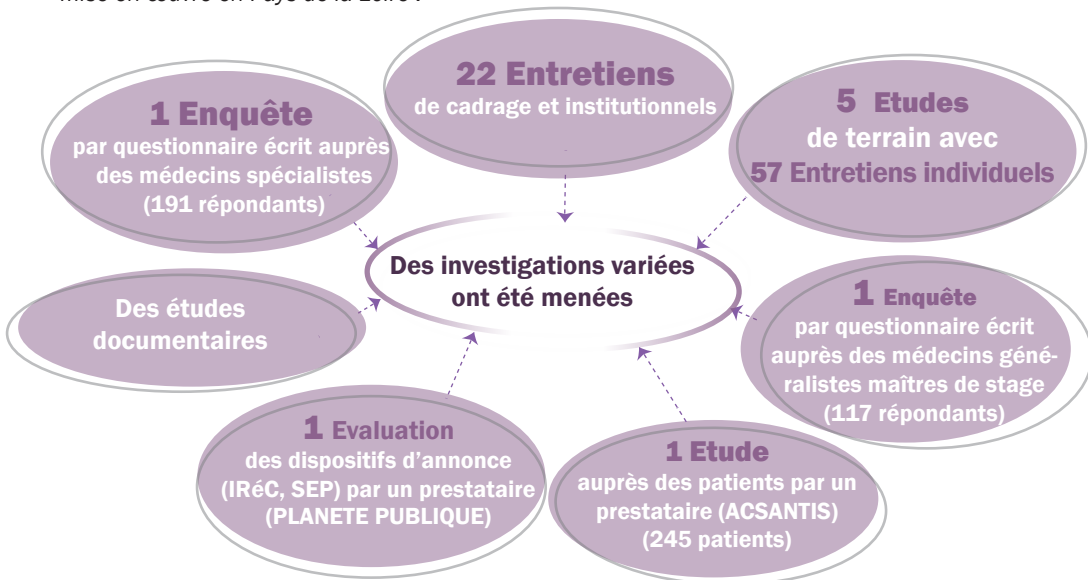 22 Entretiens
de cadrage et institutionnels
1 Enquête
par questionnaire écrit auprès
des médecins spécialistes
(191 répondants)
5 Etudes
de terrain avec
57 Entretiens individuels
Des investigations variées
ont été menées
Des études
documentaires
1 Enquête
par questionnaire écrit
auprès des médecins géné-
ralistes maîtres de stage
(117 répondants)
1 Evaluation
des dispositifs d’annonce
(IRéC, SEP) par un prestataire
(PLANETE PUBLIQUE)
1 Etude
auprès des patients par un
prestataire (ACSANTIS)
(245 patients)